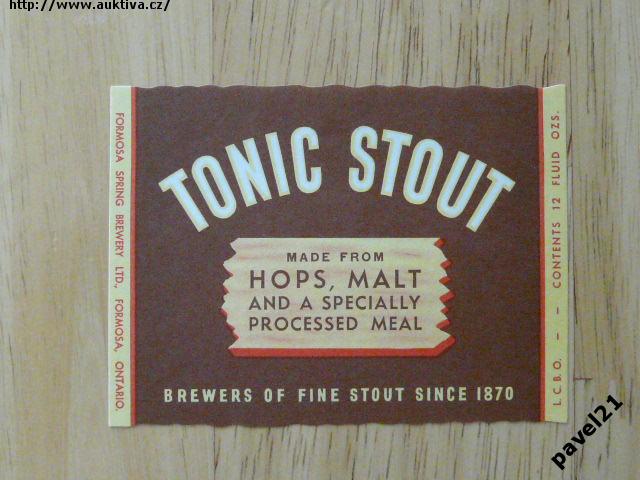 http://www.auktiva.cz/
TONIC STOUT
MADE FROM
HOPS, MALT
AND A SPECIALLY
PROCESSED MEAL
BREWERS OF FINE STOUT SINCE 1870
FORMOSA SPRING BREWERY LTD., FORMOSA, ONTARIO.
L.C.B.O. – – CONTENTS 12 FLUID OZS.
pavel21